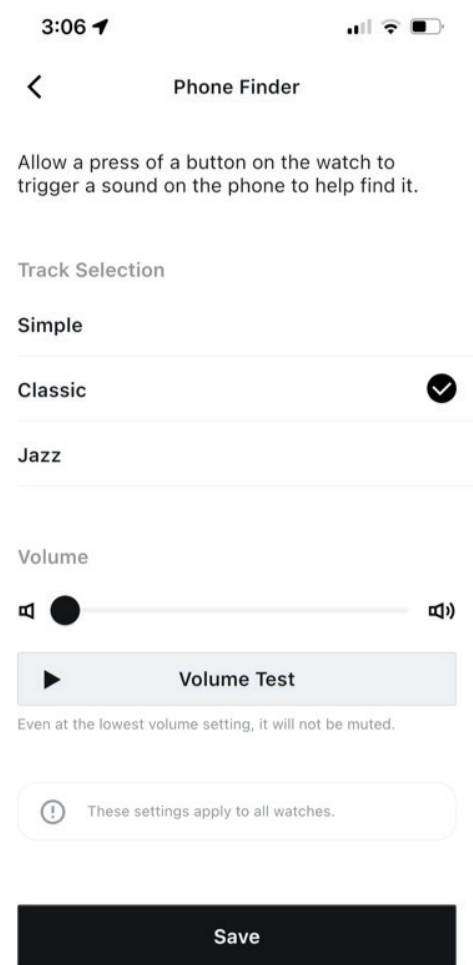 3:06
Phone Finder
Allow a press of a button on the watch to
trigger a sound on the phone to help find it.
Track Selection
Simple
Classic
Jazz
Volume
Volume Test
Even at the lowest volume setting, it will not be muted.
These settings apply to all watches.
Save